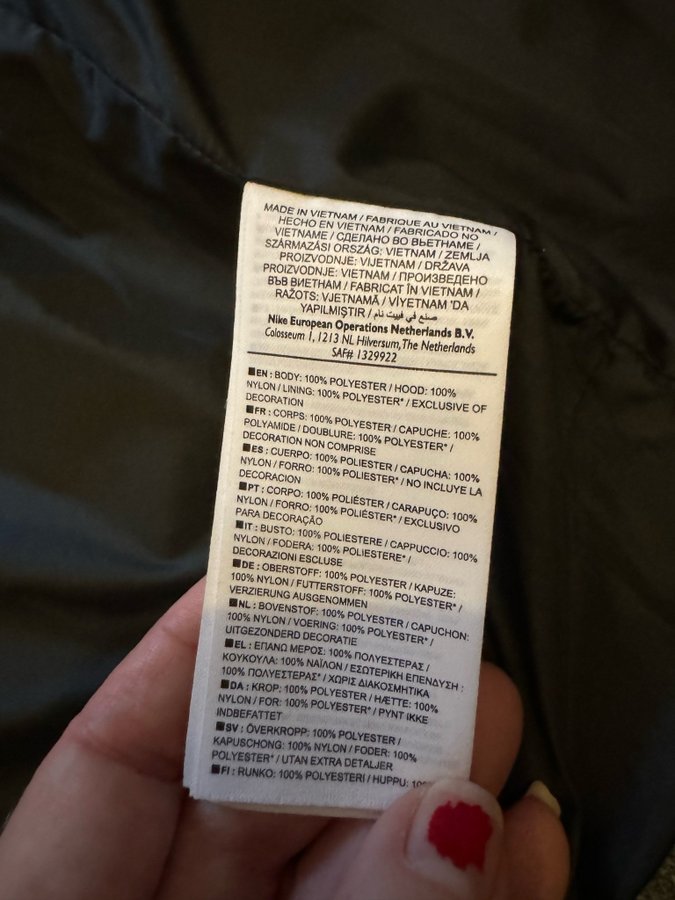 MADE IN VIETNAM / FABRIQUE AU VIETNAM /
HECHO EN VIETNAM / FABRICADO NO
VIETNAME / СДЕЛАНО ВО ВЬЕТНАМЕ /
SZÁRMAZÁSI ORSZÁG: VIETNAM / ZEMLJA
PROIZVODNJE: VIJETNAM / DRŽAVA
PROIZVODNJE: VIETNAM / ПРОИЗВЕДЕНО
ВЪВ ВИЕТНАМ / FABRICAT ÎN VIETNAM /
RAŽOTS: VJETNAMĀ / VİYETNAM 'DA
YAPILMIŞTIR / صنع في فييت نام
Nike European Operations Netherlands B.V.
Colosseum 1, 1213 NL Hilversum, The Netherlands
SAF# 1329922
■EN : BODY: 100% POLYESTER / HOOD: 100%
NYLON / LINING: 100% POLYESTER* / EXCLUSIVE OF
DECORATION
■FR : CORPS: 100% POLYESTER / CAPUCHE: 100%
POLYAMIDE / DOUBLURE: 100% POLYESTER* /
DECORATION NON COMPRISE
■ES : CUERPO: 100% POLIESTER / CAPUCHA: 100%
NYLON / FORRO: 100% POLIESTER* / NO INCLUYE LA
DECORACION
■PT : CORPO: 100% POLIÉSTER / CARAPUÇO: 100%
NYLON / FORRO: 100% POLIÉSTER* / EXCLUSIVO
PARA DECORAÇÃO
■IT : BUSTO: 100% POLIESTERE / CAPPUCCIO: 100%
NYLON / FODERA: 100% POLIESTERE* /
DECORAZIONI ESCLUSE
■DE : OBERSTOFF: 100% POLYESTER / KAPUZE:
100% NYLON / FUTTERSTOFF: 100% POLYESTER* /
VERZIERUNG AUSGENOMMEN
■NL : BOVENSTOF: 100% POLYESTER / CAPUCHON:
100% NYLON / VOERING: 100% POLYESTER* /
UITGEZONDERD DECORATIE
■EL : ΕΠΑΝΩ ΜΕΡΟΣ: 100% ΠΟΛΥΕΣΤΕΡΑΣ /
ΚΟΥΚΟΥΛΑ: 100% ΝΑΪΛΟΝ / ΕΣΩΤΕΡΙΚΗ ΕΠΕΝΔΥΣΗ :
100% ΠΟΛΥΕΣΤΕΡΑΣ* / ΧΩΡΙΣ ΔΙΑΚΟΣΜΗΤΙΚΑ
■DA : KROP: 100% POLYESTER / HÆTTE: 100%
NYLON / FOR: 100% POLYESTER* / PYNT IKKE
INDBEFATTET
■SV : ÖVERKROPP: 100% POLYESTER /
KAPUSCHONG: 100% NYLON / FODER: 100%
POLYESTER* / UTAN EXTRA DETALJER
■FI : RUNKO: 100% POLYESTERI / HUPPU: